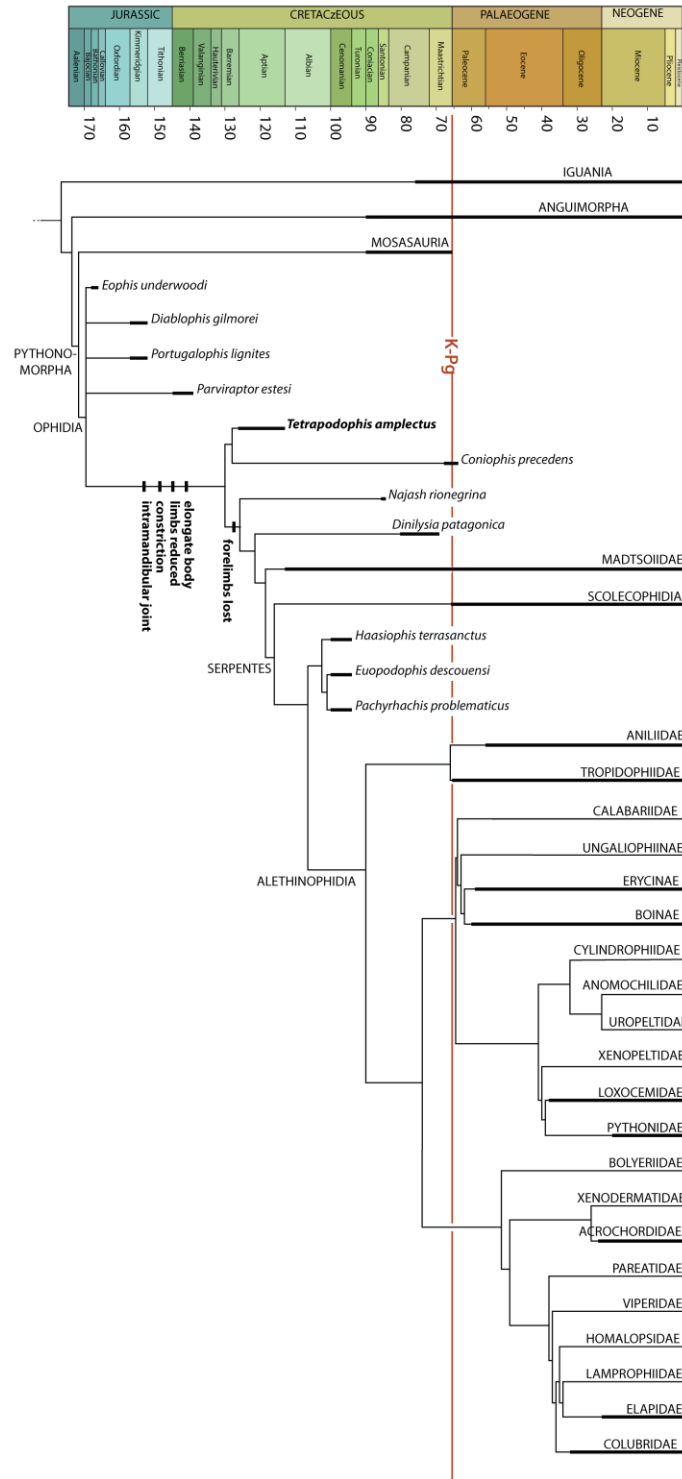 JURASSIC
CRETACzEOUS
PALAEOGENE
NEOGENE
Aalenian
Bajocian
Bathonian
Callovian
Oxfordian
Kimmeridgian
Tithonian
Berriasian
Valanginian
Hauterivian
Barremian
Aptian
Albian
Cenomanian
Turonian
Coniacian
Santonian
Campanian
Maastrichtian
Paleocene
Eocene
Oligocene
Miocene
Pliocene
170
160
150
140
130
120
110
100
90
80
70
60
50
40
30
20
10
IGUANIA
ANGUIMORPHA
MOSASAURIA
Eophis underwoodi
Diablophis gilmorei
K-Pg
PYTHONO-
MORPHA
Portugalophis lignites
Parviraptor estesi
OPHIDIA
Tetrapodophis amplectus
Coniophis precedens
intramandibular joint
constriction
limbs reduced
elongate body
forelimbs lost
Najash rionegrina
Dinilysia patagonica
MADTSOIIDAE
SCOLECOPHIDIA
Haasiophis terrasanctus
SERPENTES
Euopodophis descouensi
Pachyrhachis problematicus
ANILIIDAE
TROPIDOPHIIDAE
CALABARIIDAE
UNGALIOPHIINAE
ALETHINOPHIDIA
ERYCINAE
BOINAE
CYLINDROPHIIDAE
ANOMOCHILIDAE
UROPELTIDAE
XENOPELTIDAE
LOXOCEMIDAE
PYTHONIDAE
BOLYERIIDAE
XENODERMATIDAE
ACROCHORDIDAE
PAREATIDAE
VIPERIDAE
HOMALOPSIDAE
LAMPROPHIIDAE
ELAPIDAE
COLUBRIDAE